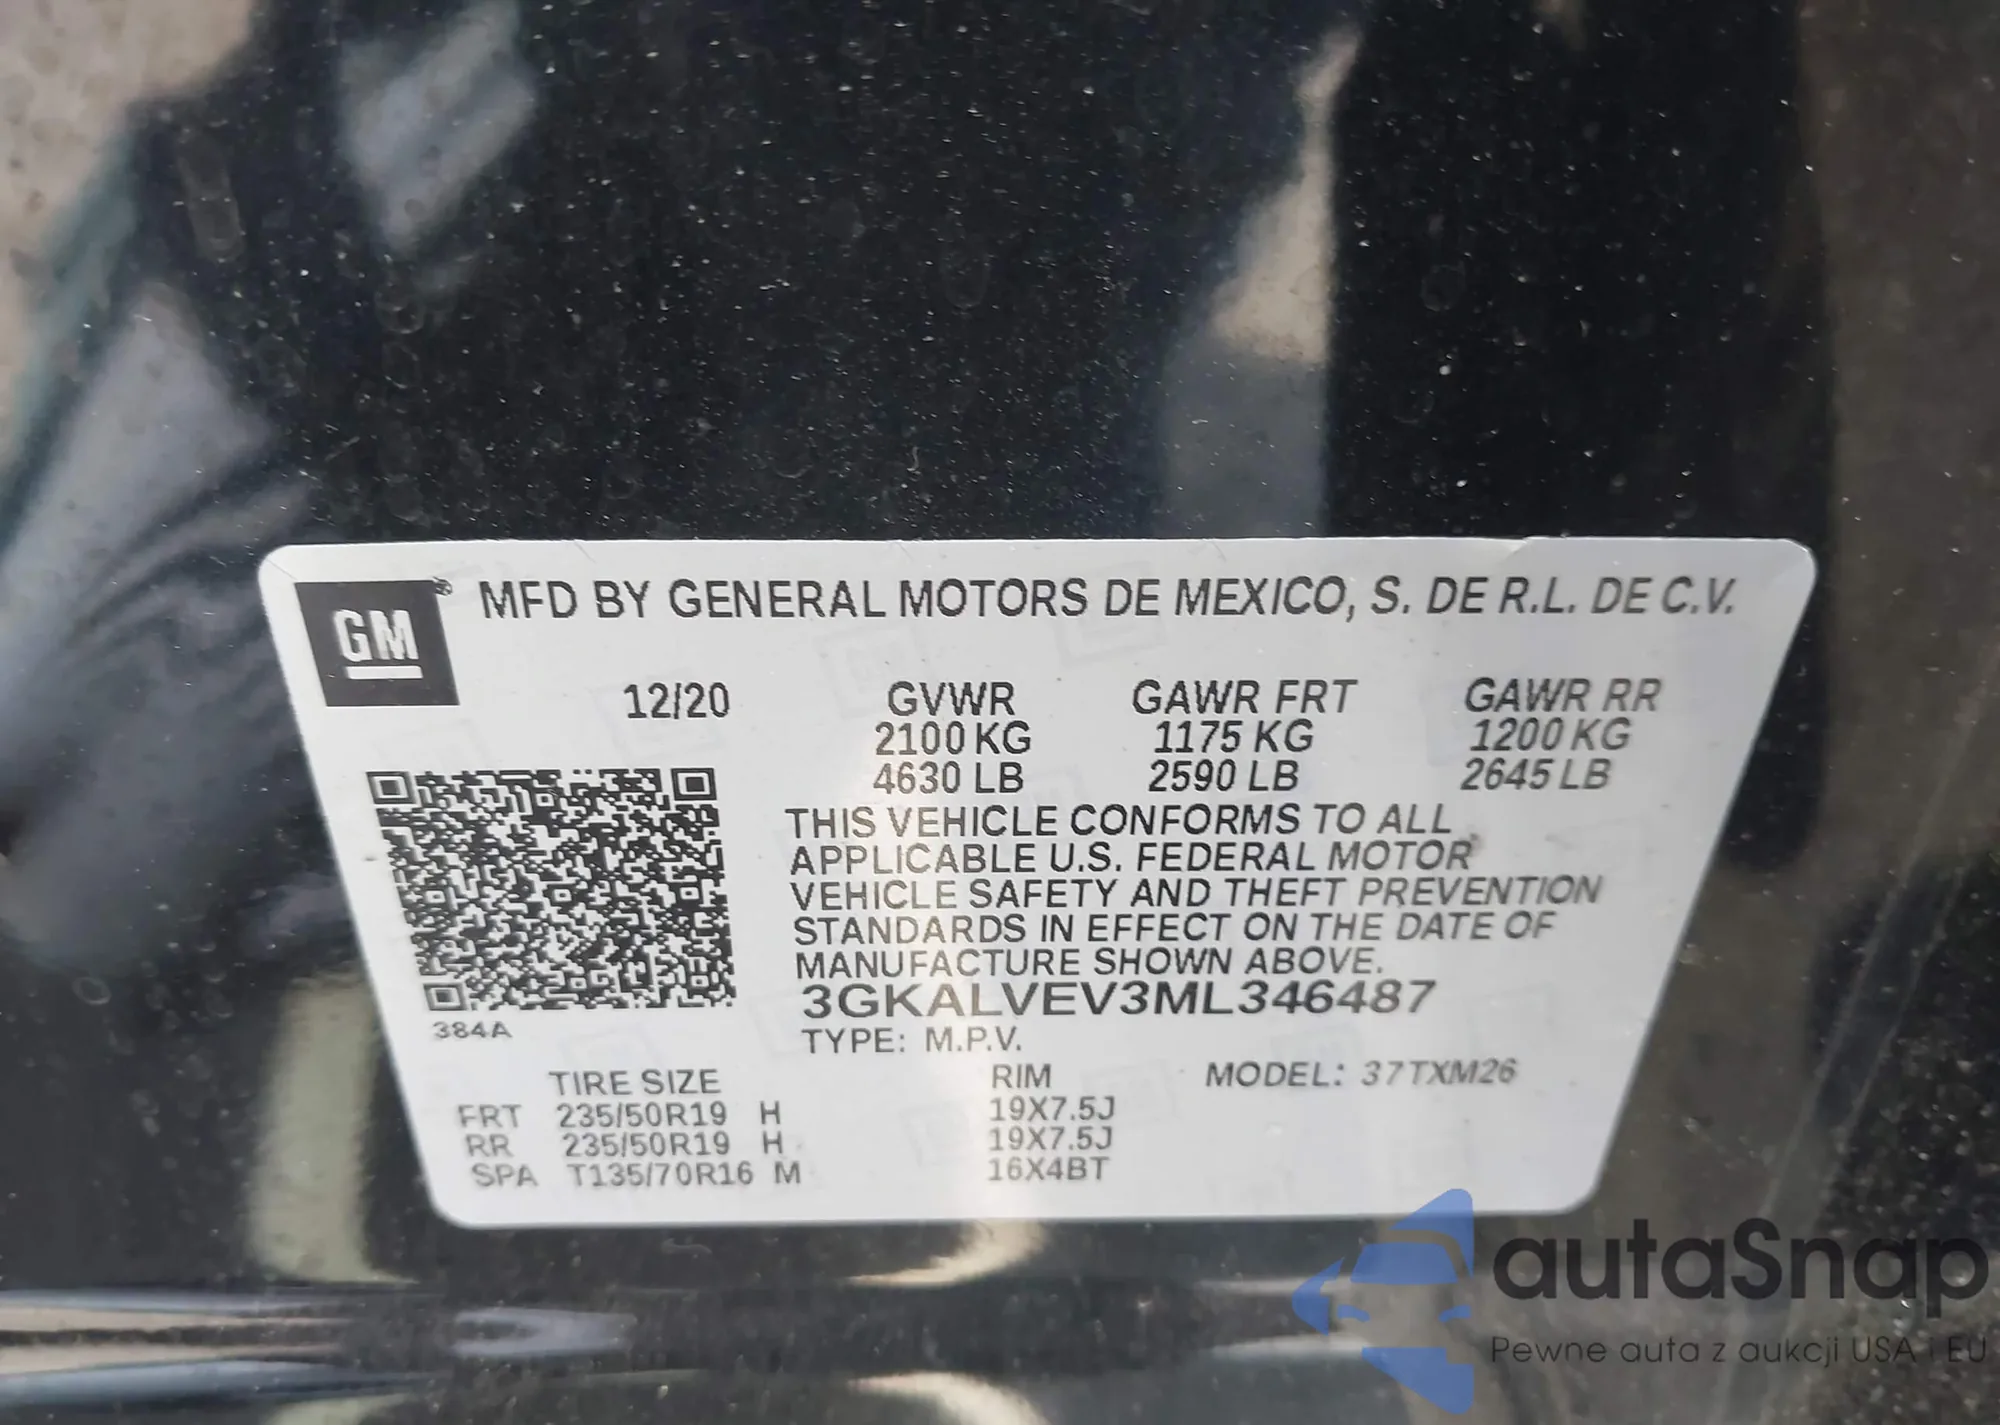 GM ® MFD BY GENERAL MOTORS DE MEXICO, S. DE R.L. DE C.V.
12/20 GVWR GAWR FRT GAWR RR
2100 KG 1175 KG 1200 KG
4630 LB 2590 LB 2645 LB
THIS VEHICLE CONFORMS TO ALL
APPLICABLE U.S. FEDERAL MOTOR
VEHICLE SAFETY AND THEFT PREVENTION
STANDARDS IN EFFECT ON THE DATE OF
MANUFACTURE SHOWN ABOVE.
3GKALVEV3ML346487
384A
TYPE: M.P.V.
TIRE SIZE RIM MODEL: 37TXM26
FRT 235/50R19 H 19X7.5J
RR 235/50R19 H 19X7.5J
SPA T135/70R16 M 16X4BT
autaSnap
Pewne auta z aukcji USA i EU